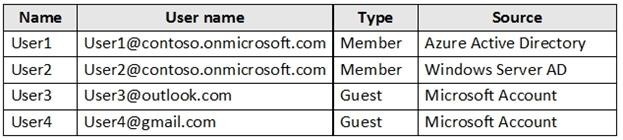 Name User name Type Source
User1 User1@contoso.onmicrosoft.com Member Azure Active Directory
User2 User2@contoso.onmicrosoft.com Member Windows Server AD
User3 User3@outlook.com Guest Microsoft Account
User4 User4@gmail.com Guest Microsoft Account